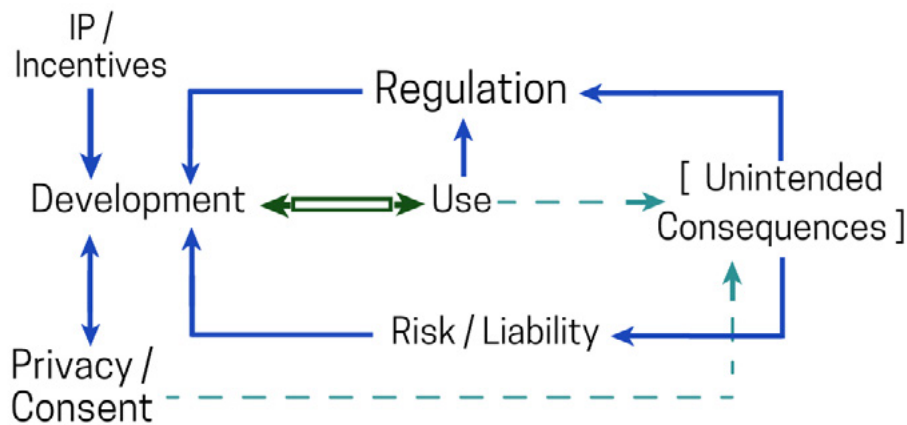 IP /
Incentives
Regulation
Development
Use
[ Unintended
Consequences ]
Risk / Liability
Privacy /
Consent